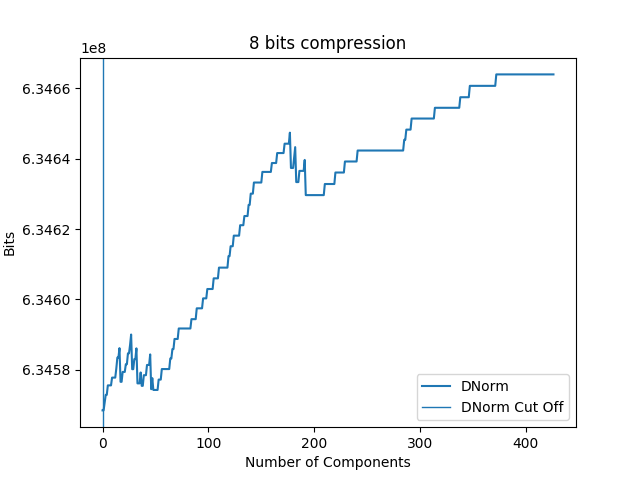 8 bits compression
1e8
6.3466
6.3464
6.3462
6.3460
6.3458
Bits
0 100 200 300 400
Number of Components
DNorm
DNorm Cut Off